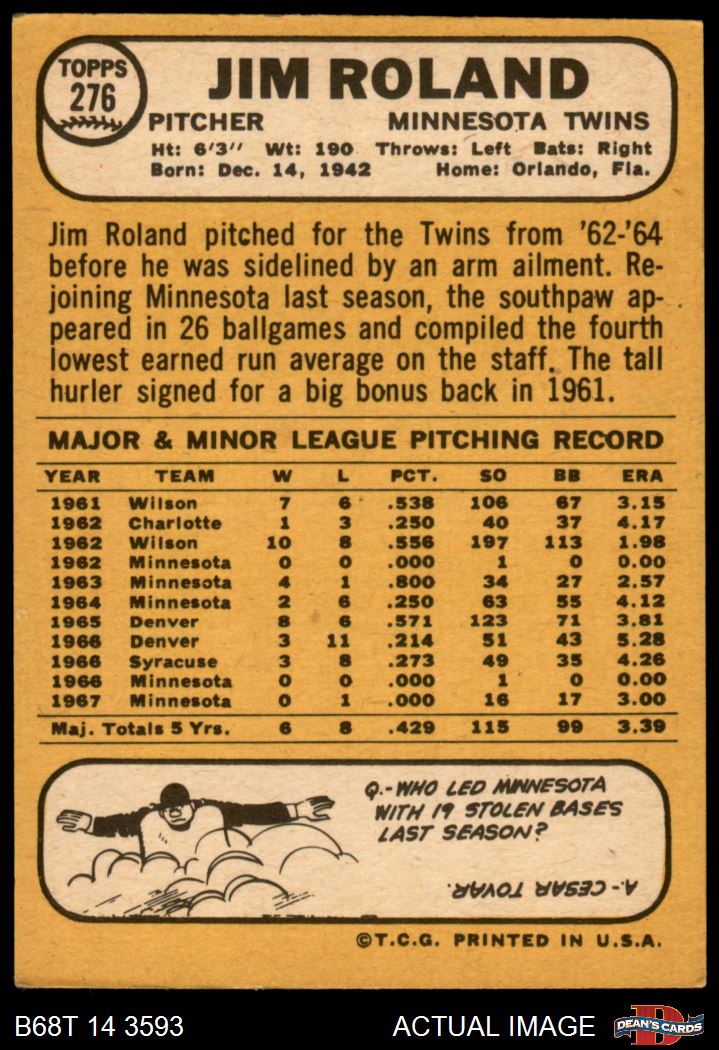 TOPPS
276
JIM ROLAND
PITCHER MINNESOTA TWINS
Ht: 6'3" Wt: 190 Throws: Left Bats: Right
Born: Dec. 14, 1942 Home: Orlando, Fla.
Jim Roland pitched for the Twins from '62-'64
before he was sidelined by an arm ailment. Re-
joining Minnesota last season, the southpaw ap-
peared in 26 ballgames and compiled the fourth
lowest earned run average on the staff. The tall
hurler signed for a big bonus back in 1961.
MAJOR & MINOR LEAGUE PITCHING RECORD
YEAR TEAM W L PCT. SO BB ERA
1961 Wilson 7 6 .538 106 67 3.15
1962 Charlotte 1 3 .250 40 37 4.17
1962 Wilson 10 8 .556 197 113 1.98
1962 Minnesota 0 0 .000 1 0 0.00
1963 Minnesota 4 1 .800 34 27 2.57
1964 Minnesota 2 6 .250 63 55 4.12
1965 Denver 8 6 .571 123 71 3.81
1966 Denver 3 11 .214 51 43 5.28
1966 Syracuse 3 8 .273 49 35 4.26
1966 Minnesota 0 0 .000 1 0 0.00
1967 Minnesota 0 1 .000 16 17 3.00
Maj. Totals 5 Yrs. 6 8 .429 115 99 3.39
Q.-WHO LED MINNESOTA
WITH 19 STOLEN BASES
LAST SEASON?
A.-CESAR TOVAR.
©T.C.G. PRINTED IN U.S.A.
B68T 14 3593 ACTUAL IMAGE
D
DEAN'S CARDS